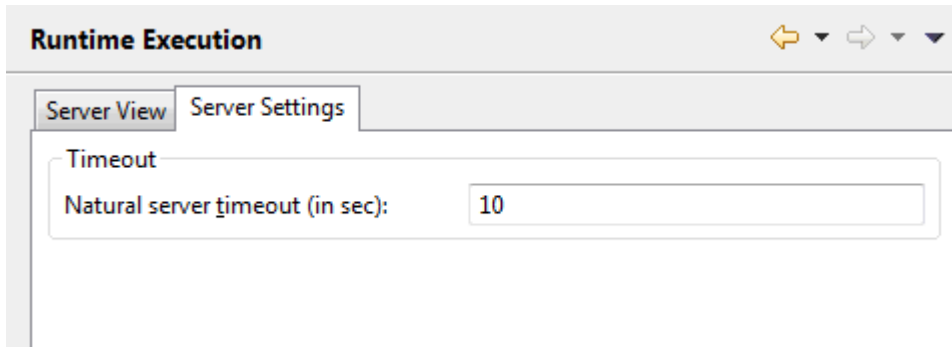 Runtime Execution
Server View Server Settings
Timeout
Natural server timeout (in sec): 10